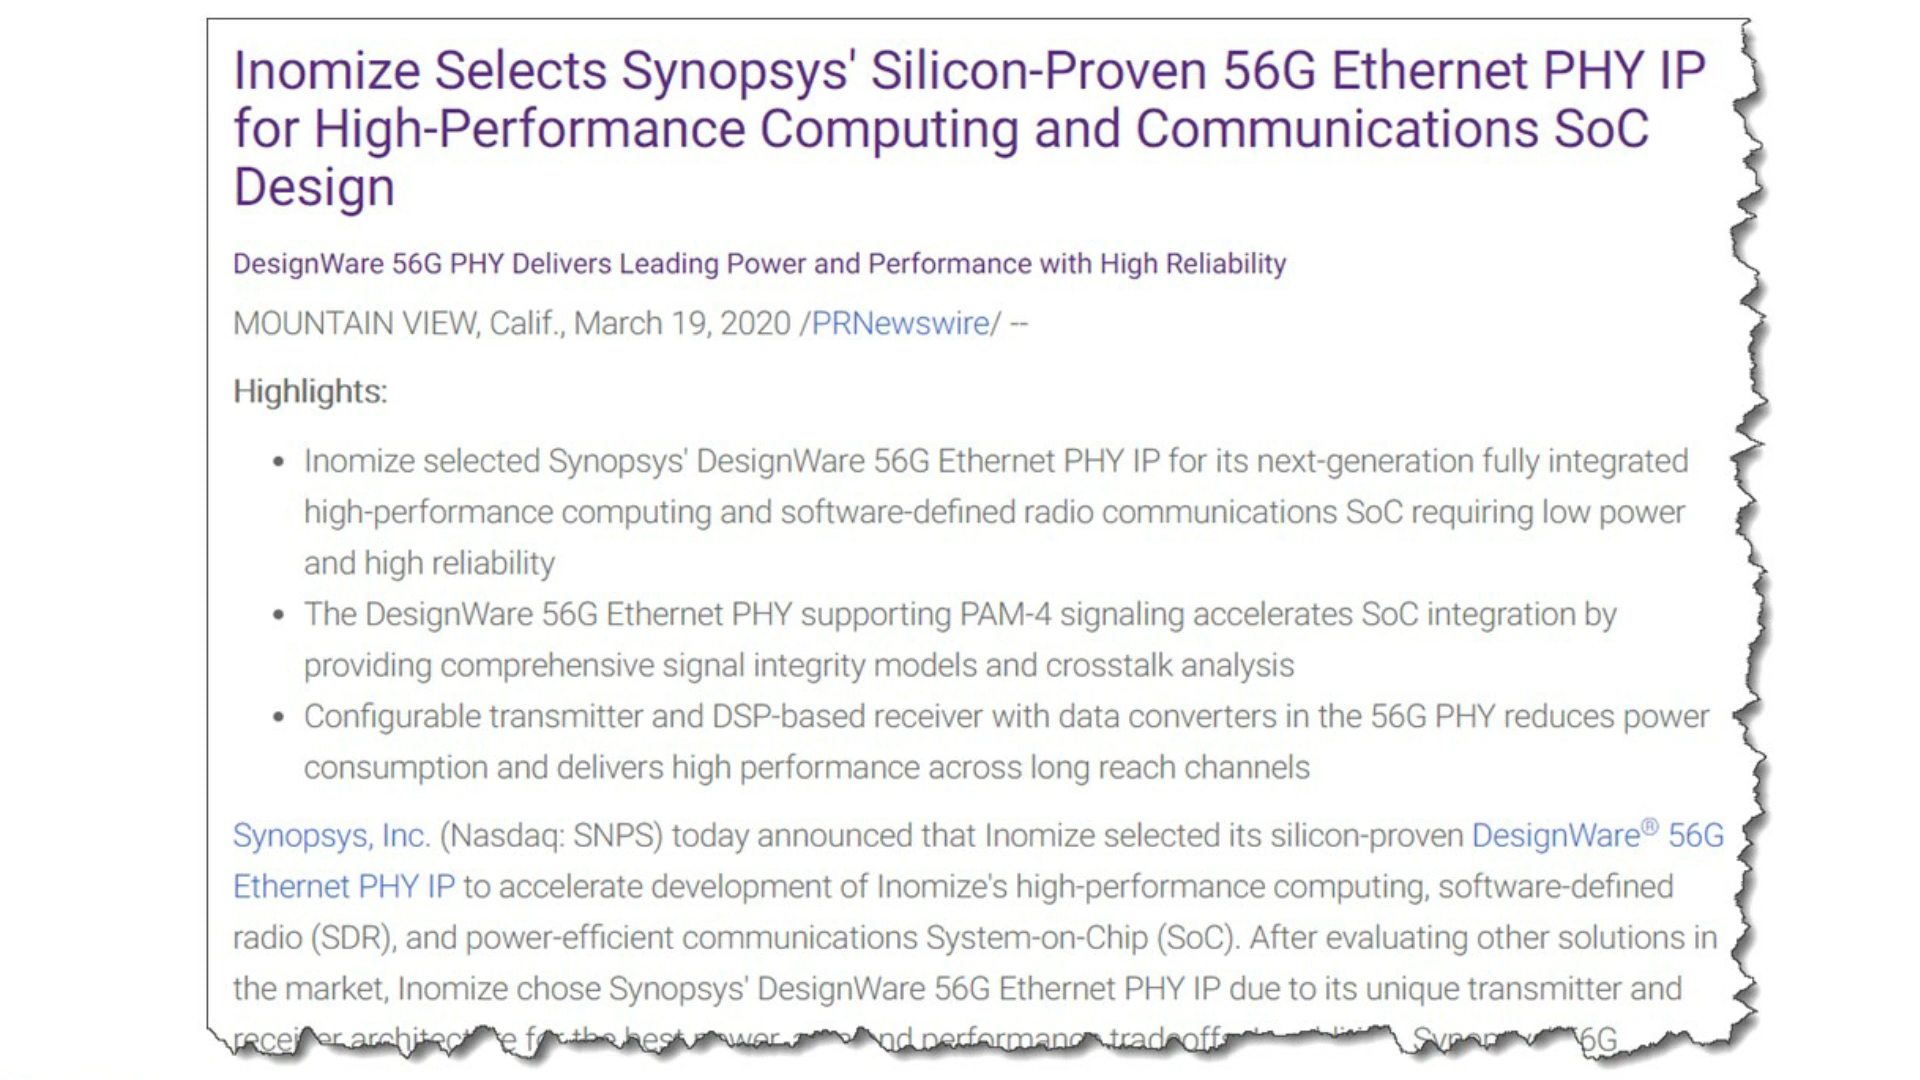 Inomize Selects Synopsys' Silicon-Proven 56G Ethernet PHY IP
for High-Performance Computing and Communications SoC
Design
DesignWare 56G PHY Delivers Leading Power and Performance with High Reliability
MOUNTAIN VIEW, Calif., March 19, 2020 /PRNewswire/ --
Highlights:
• Inomize selected Synopsys' DesignWare 56G Ethernet PHY IP for its next-generation fully integrated
high-performance computing and software-defined radio communications SoC requiring low power
and high reliability
• The DesignWare 56G Ethernet PHY supporting PAM-4 signaling accelerates SoC integration by
providing comprehensive signal integrity models and crosstalk analysis
• Configurable transmitter and DSP-based receiver with data converters in the 56G PHY reduces power
consumption and delivers high performance across long reach channels
Synopsys, Inc. (Nasdaq: SNPS) today announced that Inomize selected its silicon-proven DesignWare® 56G
Ethernet PHY IP to accelerate development of Inomize's high-performance computing, software-defined
radio (SDR), and power-efficient communications System-on-Chip (SoC). After evaluating other solutions in
the market, Inomize chose Synopsys' DesignWare 56G Ethernet PHY IP due to its unique transmitter and
for the best performance